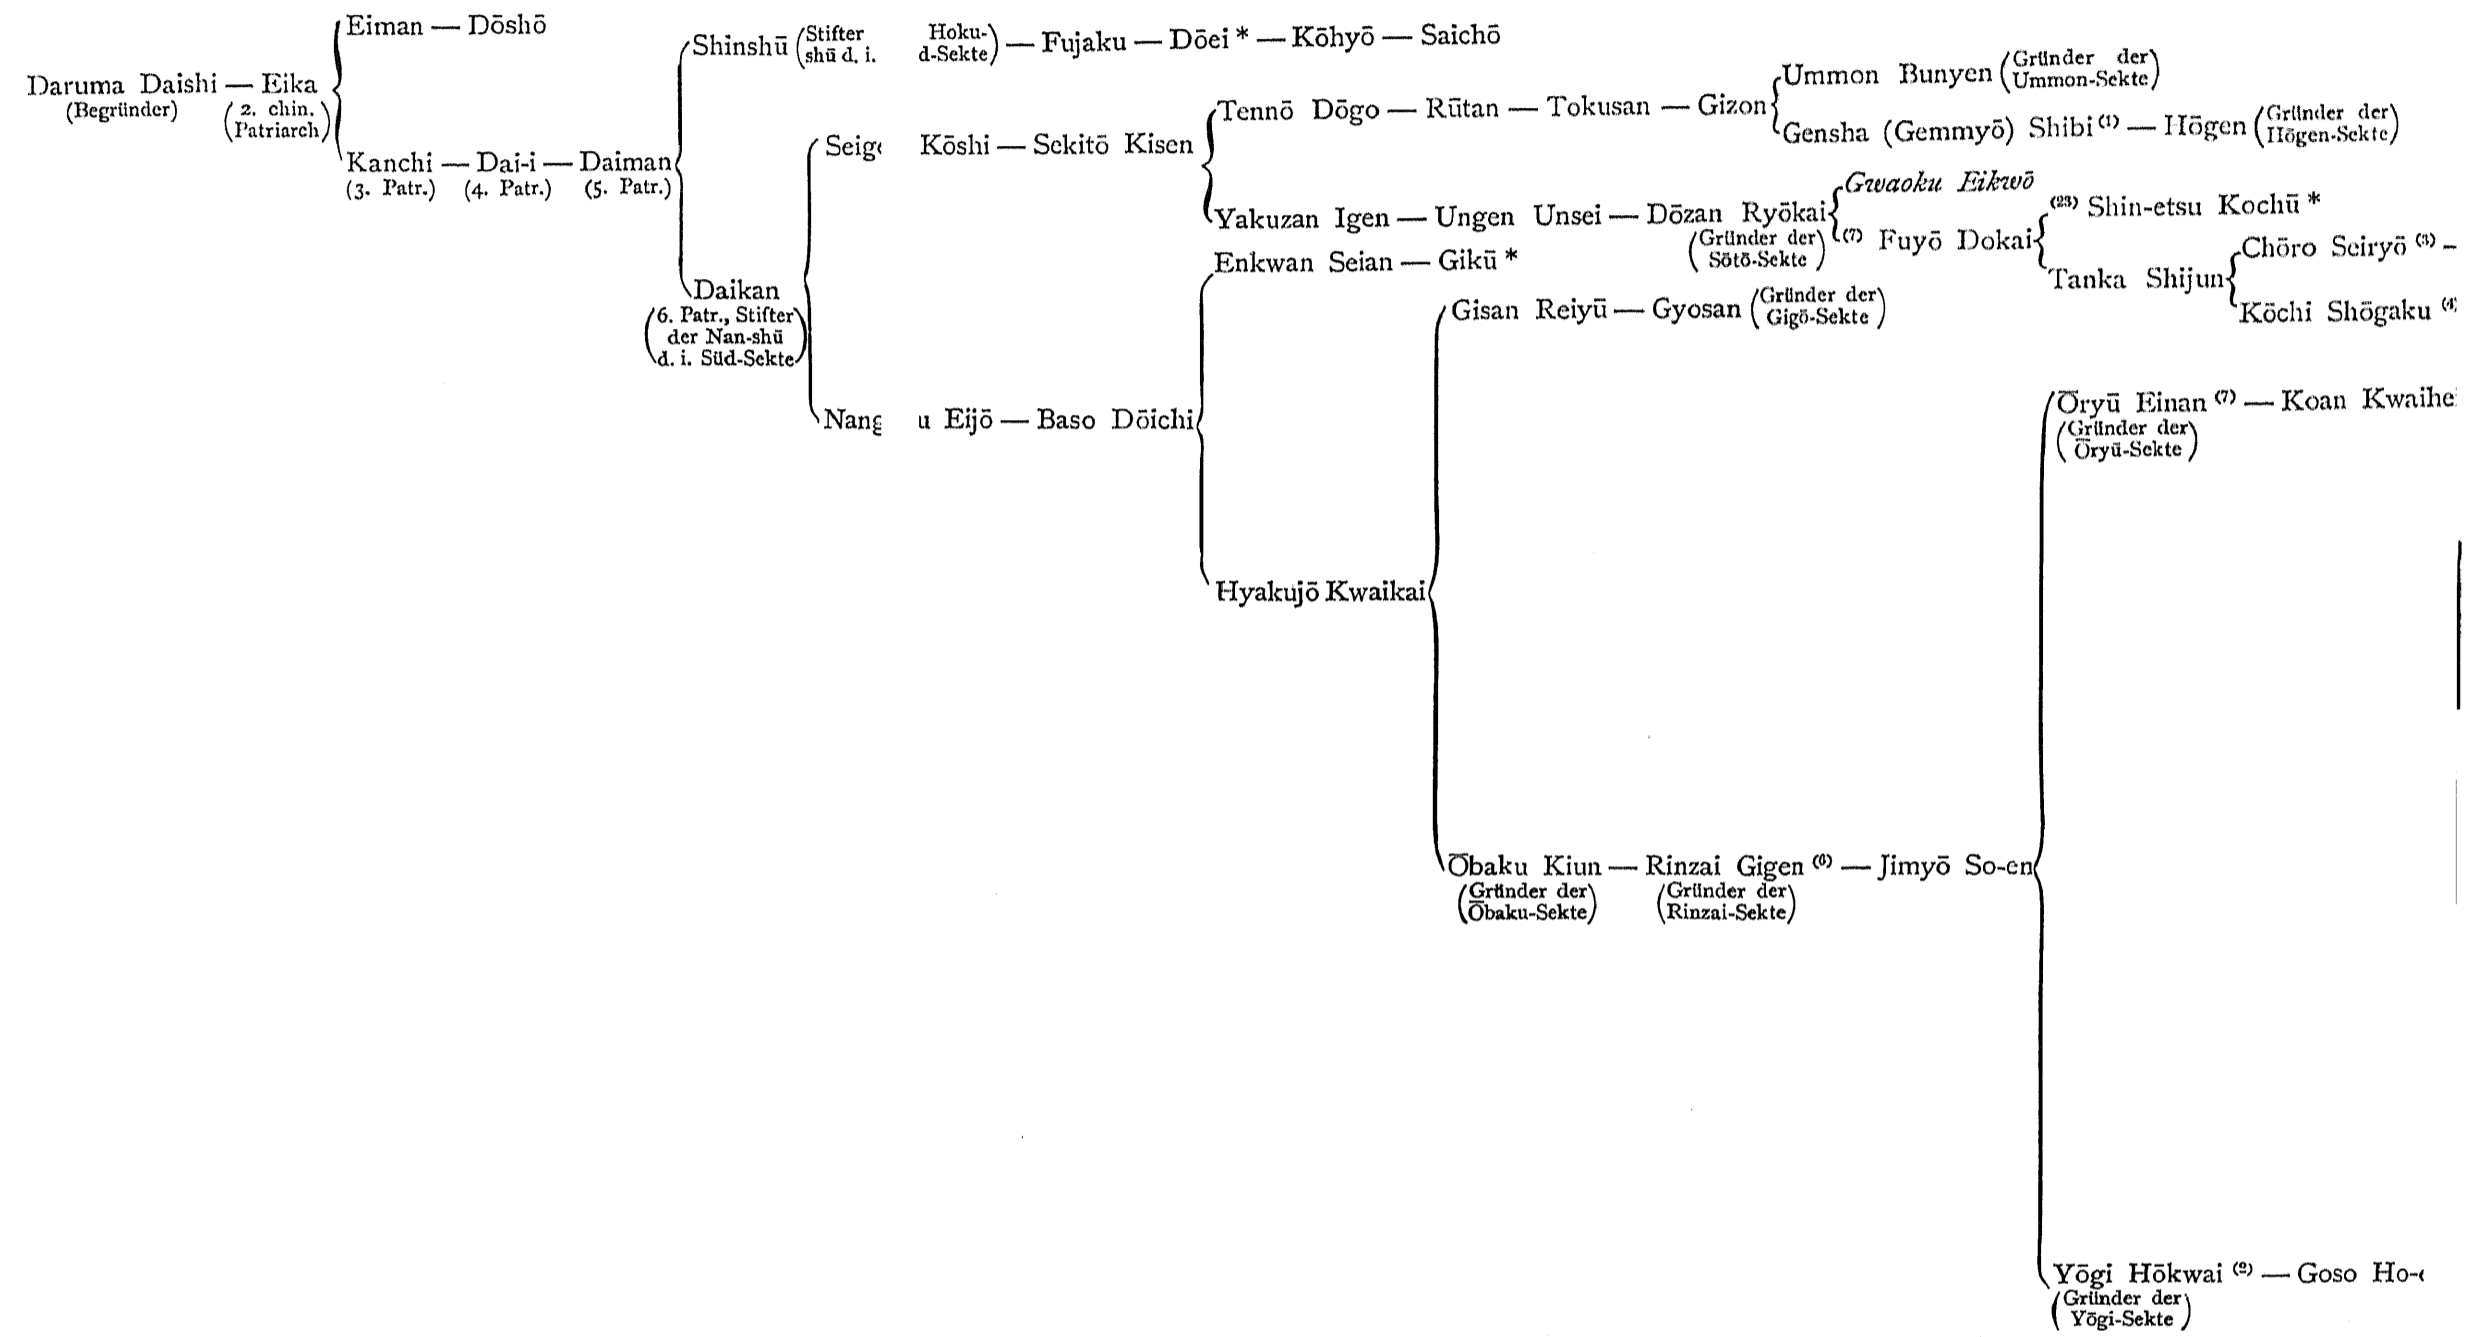 Eiman — Dōshō
Shinshū (Stifter Hoku-
shū d. i. d-Sekte) — Fujaku — Dōei * — Kōhyō — Saichō
Daruma Daishi — Eika
(Begründer) (2. chin.
Patriarch)
Kanchi — Dai-i — Daiman
(3. Patr.) (4. Patr.) (5. Patr.)
Ummon Bunyen (Gründer der
Ummon-Sekte)
Tennō Dōgo — Rūtan — Tokusan — Gizon
Gensha (Gemmyō) Shibi (1) — Hōgen (Gründer der
Hōgen-Sekte)
Kōshi — Sekitō Kisen
Gwaoku Eikwō
Yakuzan Igen — Ungen Unsei — Dōzan Ryōkai
(Gründer der
Sōtō-Sekte)
(7) Fuyō Dokai
(23) Shin-etsu Kochū *
Tanka Shijun
Chōro Seiryō (3) –
Kōchi Shōgaku
Enkwan Seian — Gikū *
Daikan
(6. Patr., Stifter
der Nan-shū
d. i. Süd-Sekte)
Gisan Reiyū — Gyosan (Gründer der
Gigō-Sekte)
Eijō — Baso Dōichi
Ōryū Einan (7) — Koan
(Gründer der
Ōryū-Sekte)
Hyakujō Kwaikai
Ōbaku Kiun — Rinzai Gigen (6) — Jimyō So-en
(Gründer der (Gründer der
Ōbaku-Sekte) Rinzai-Sekte)
Yōgi Hōkwai (2) — Goso
(Gründer der
Yōgi-Sekte)